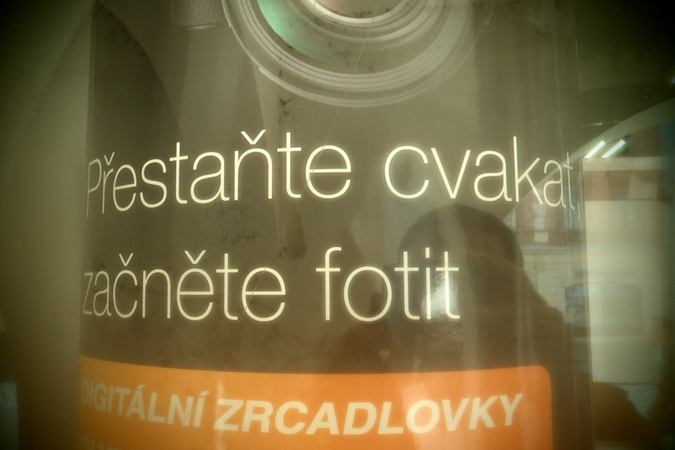 Přestaňte cvakat,
začněte fotit
DIGITÁLNÍ ZRCADLOVKY